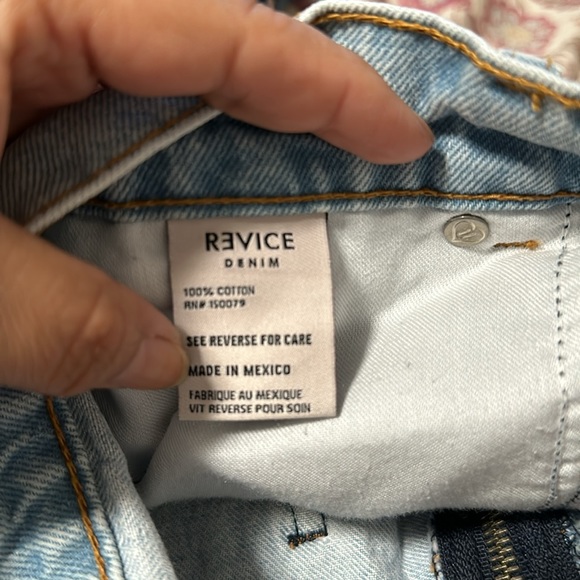 RƎVICE
DENIM
100% COTTON
RN# 150079
SEE REVERSE FOR CARE
MADE IN MEXICO
FABRIQUE AU MEXIQUE
VIT REVERSE POUR SOIN